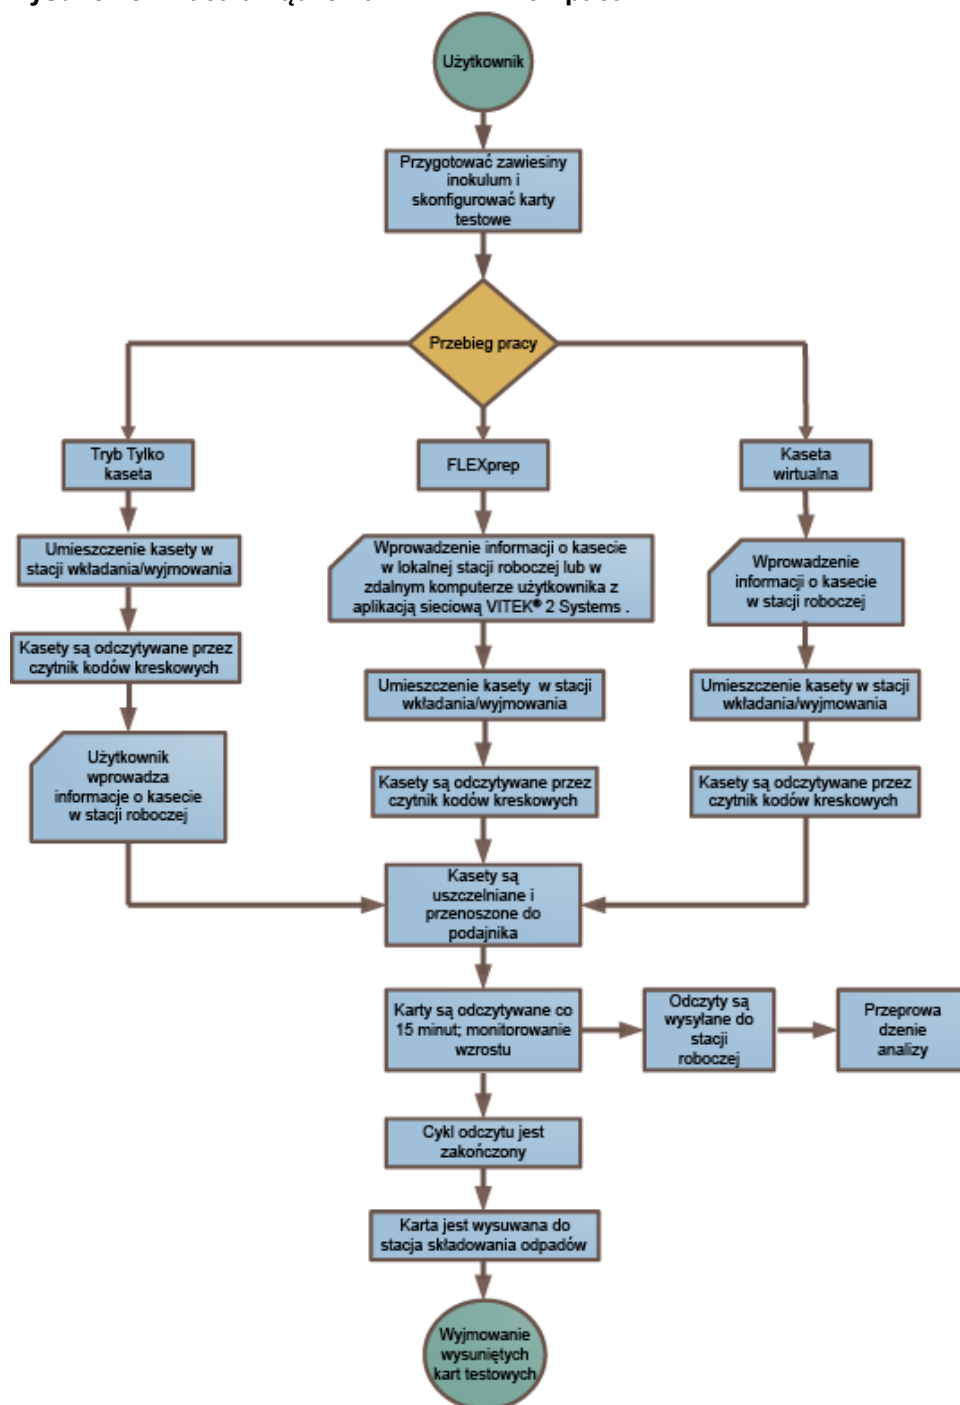 Użytkownik
Przygotować zawiesiny
inokulum i
skonfigurować karty
testowe
Przebieg pracy
Tryb Tylko
kaseta
FLEXprep
Kaseta
wirtualna
Umieszczenie kasety w
stacji wkładania/wyjmowania
Wprowadzenie informacji o kasecie
w lokalnej stacji roboczej lub w
zdalnym komputerze użytkownika z
aplikacją sieciową VITEK® 2 Systems .
Wprowadzenie
informacji o kasecie
w stacji roboczej
Kasety są odczytywane przez
czytnik kodów kreskowych
Umieszczenie kasety w stacji
wkładania/wyjmowania
Umieszczenie kasety w stacji
wkładania/wyjmowania
Użytkownik
wprowadza
informacje o kasecie
w stacji roboczej
Kasety są odczytywane przez
czytnik kodów kreskowych
Kasety są odczytywane przez
czytnik kodów kreskowych
Kasety są
uszczelniane i
przenoszone do
podajnika
Karty są odczytywane co
15 minut; monitorowanie
wzrostu
Odczyty są
wysyłane do
stacji
roboczej
Przeprowa
dzenie
analizy
Cykl odczytu jest
zakończony
Karta jest wysuwana do
stacja składowania odpadów
Wyjmowanie
wysuniętych
kart testowych